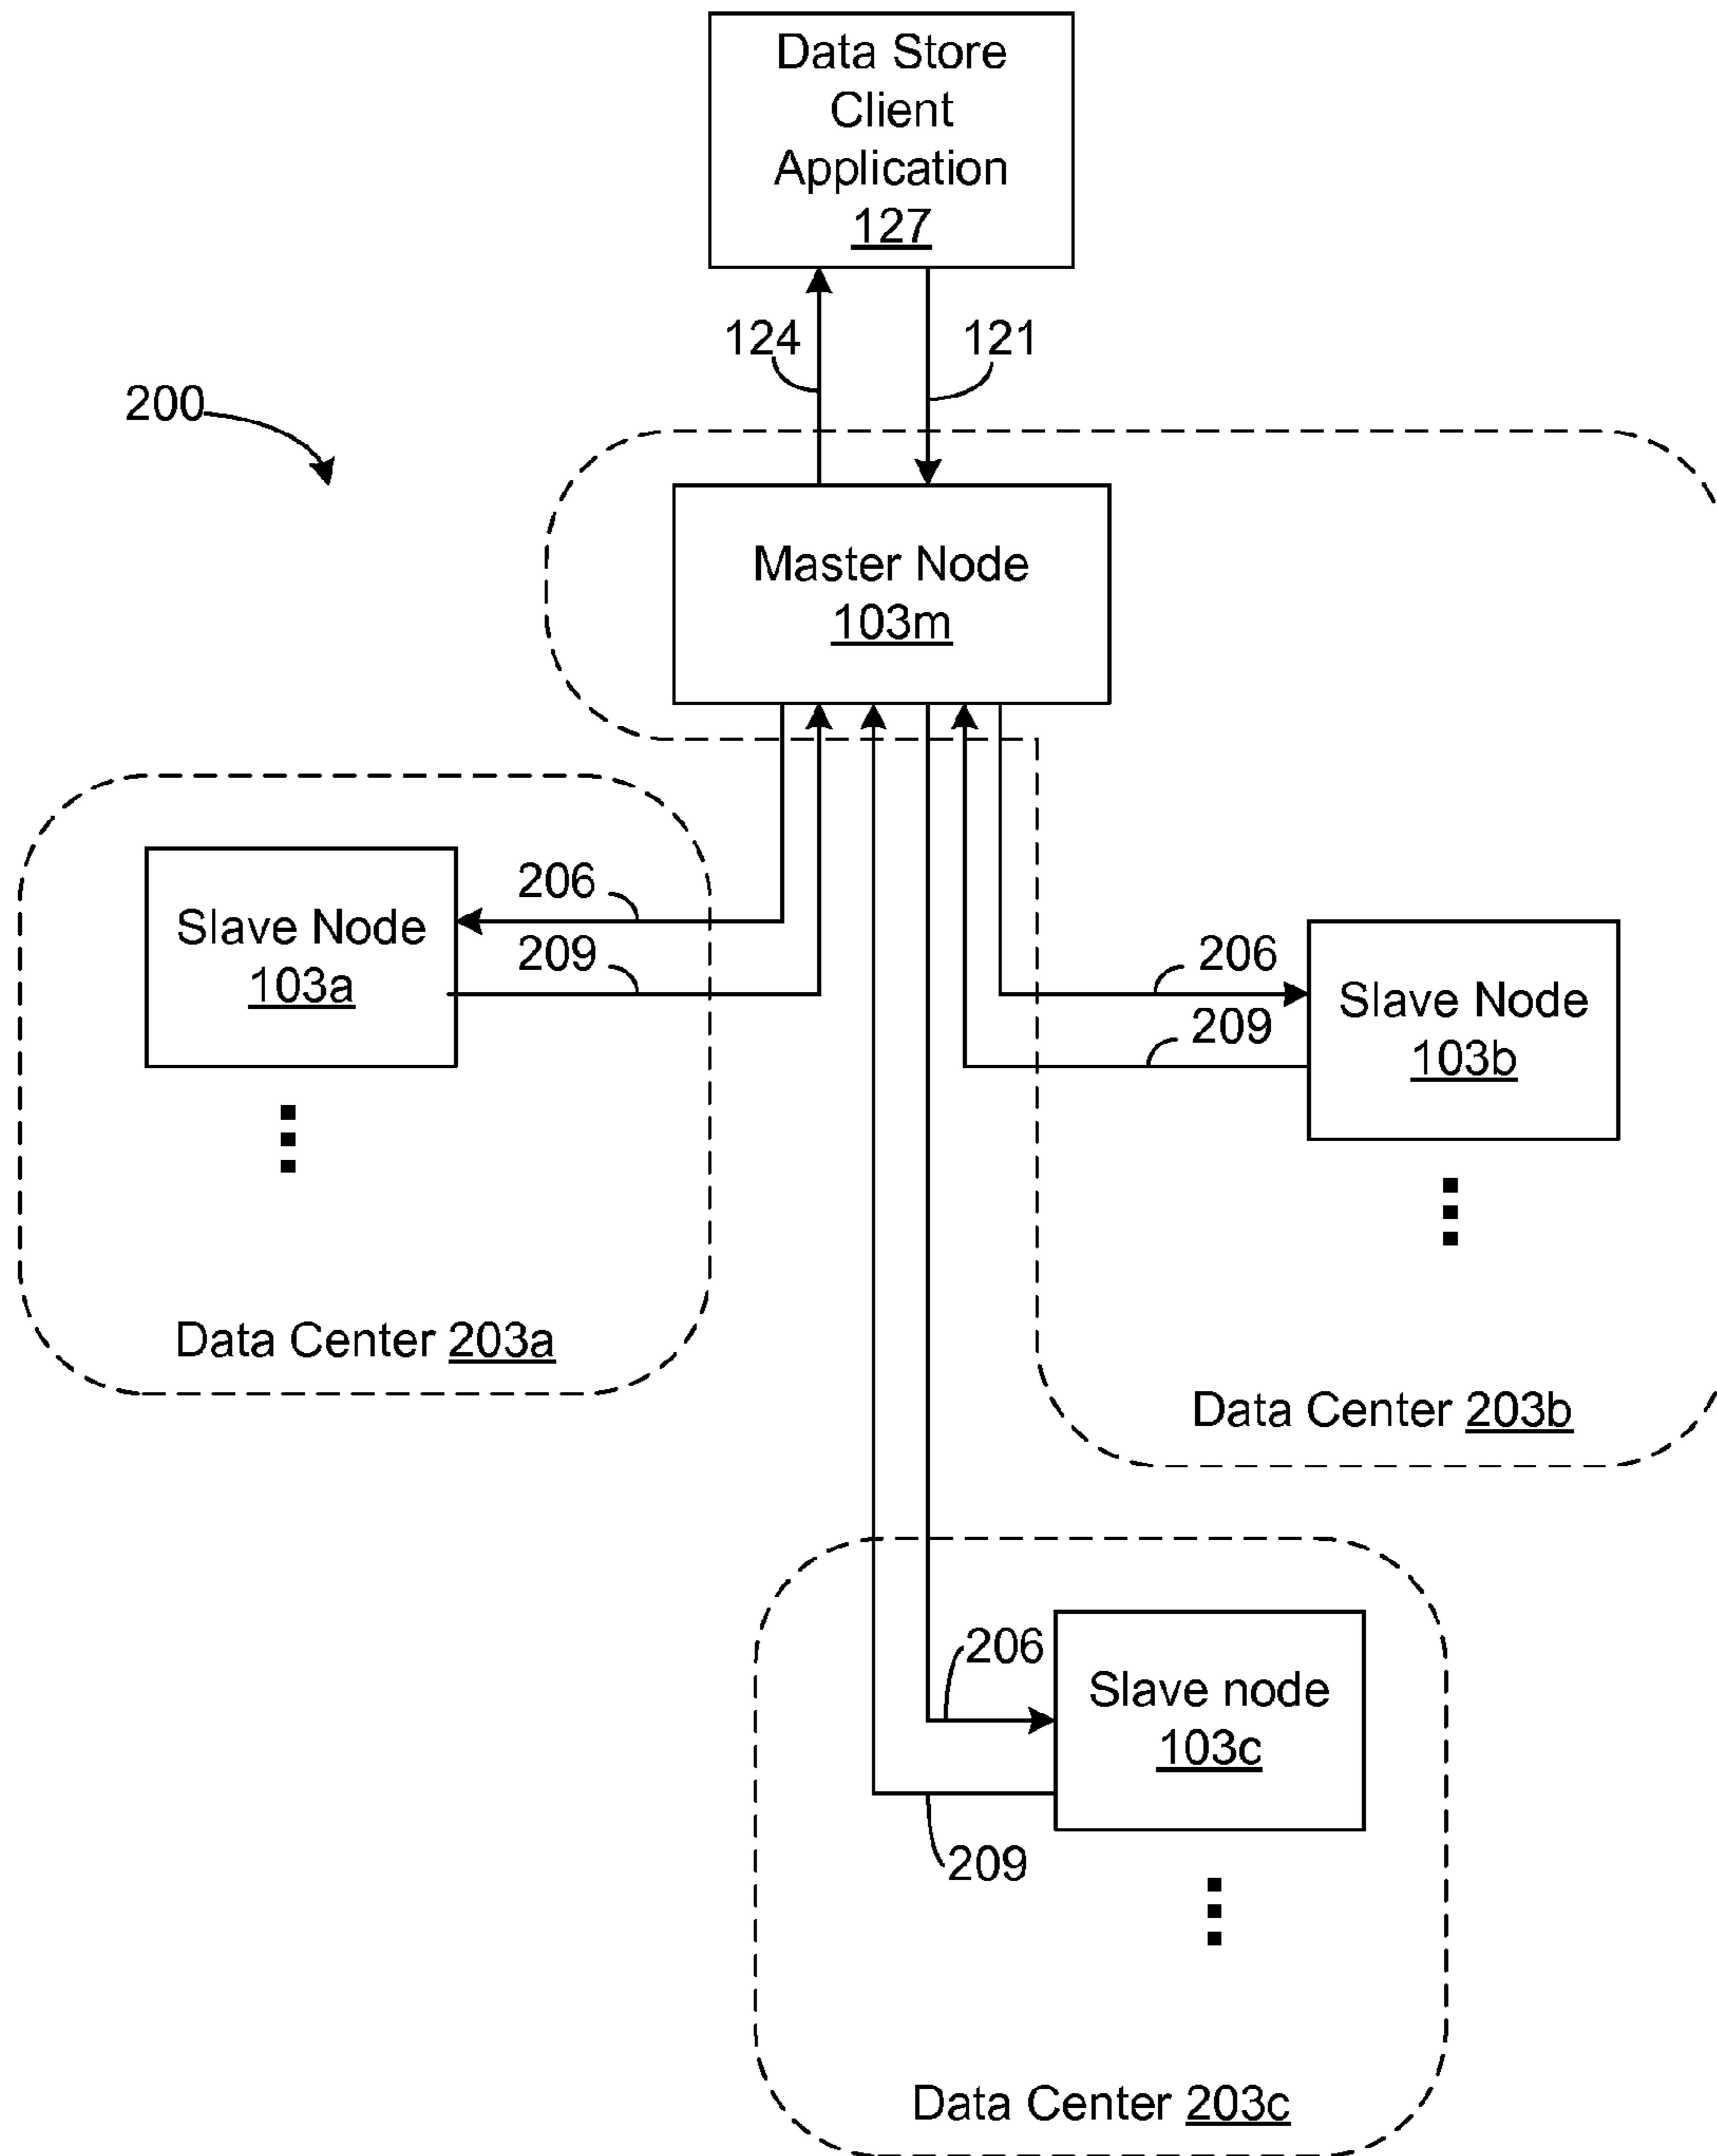 Data Store
Client
Application
127
124
121
200
Master Node
103m
206
Slave Node
103a
209
206
Slave Node
103b
209
Data Center 203a
Data Center 203b
206
Slave node
103c
209
Data Center 203c